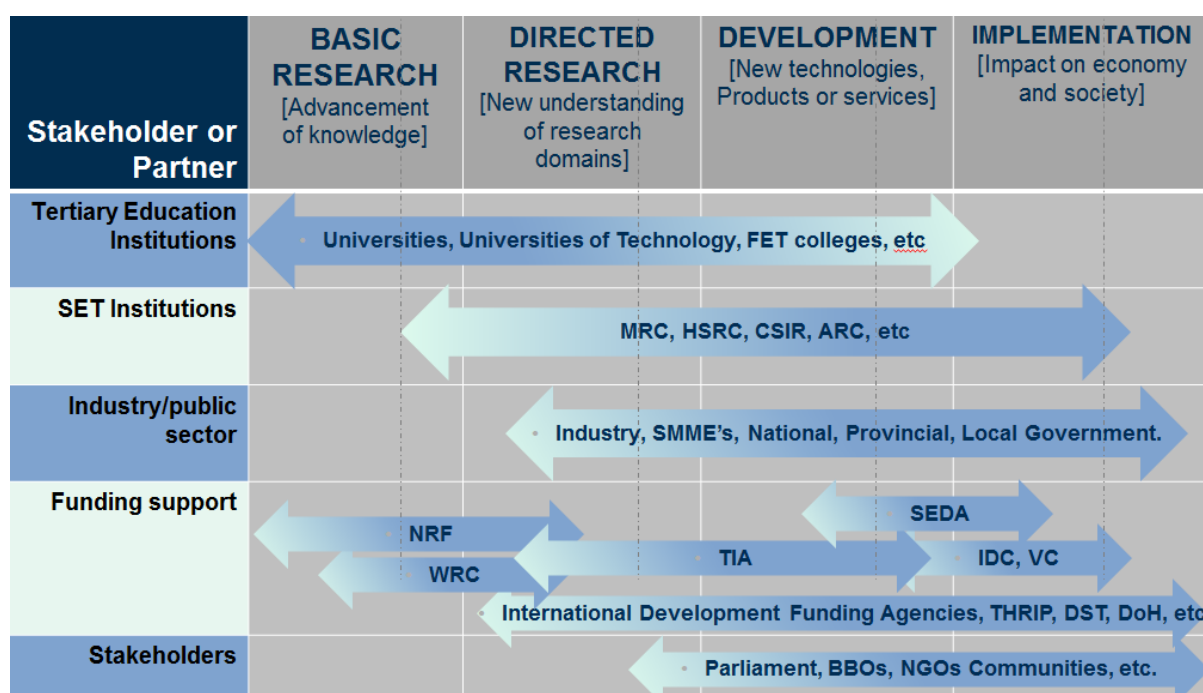 Stakeholder or
Partner
BASIC
RESEARCH
[Advancement
of knowledge]
DIRECTED
RESEARCH
[New understanding
of research
domains]
DEVELOPMENT
[New technologies,
Products or services]
IMPLEMENTATION
[Impact on economy
and society]
Tertiary Education
Institutions
Universities, Universities of Technology, FET colleges, etc
SET Institutions
MRC, HSRC, CSIR, ARC, etc
Industry/public
sector
Industry, SMME's, National, Provincial, Local Government.
Funding support
SEDA
NRF
TIA
IDC, VC
WRC
International Development Funding Agencies, THRIP, DST, DoH, etc
Stakeholders
Parliament, BBOs, NGOs Communities, etc.